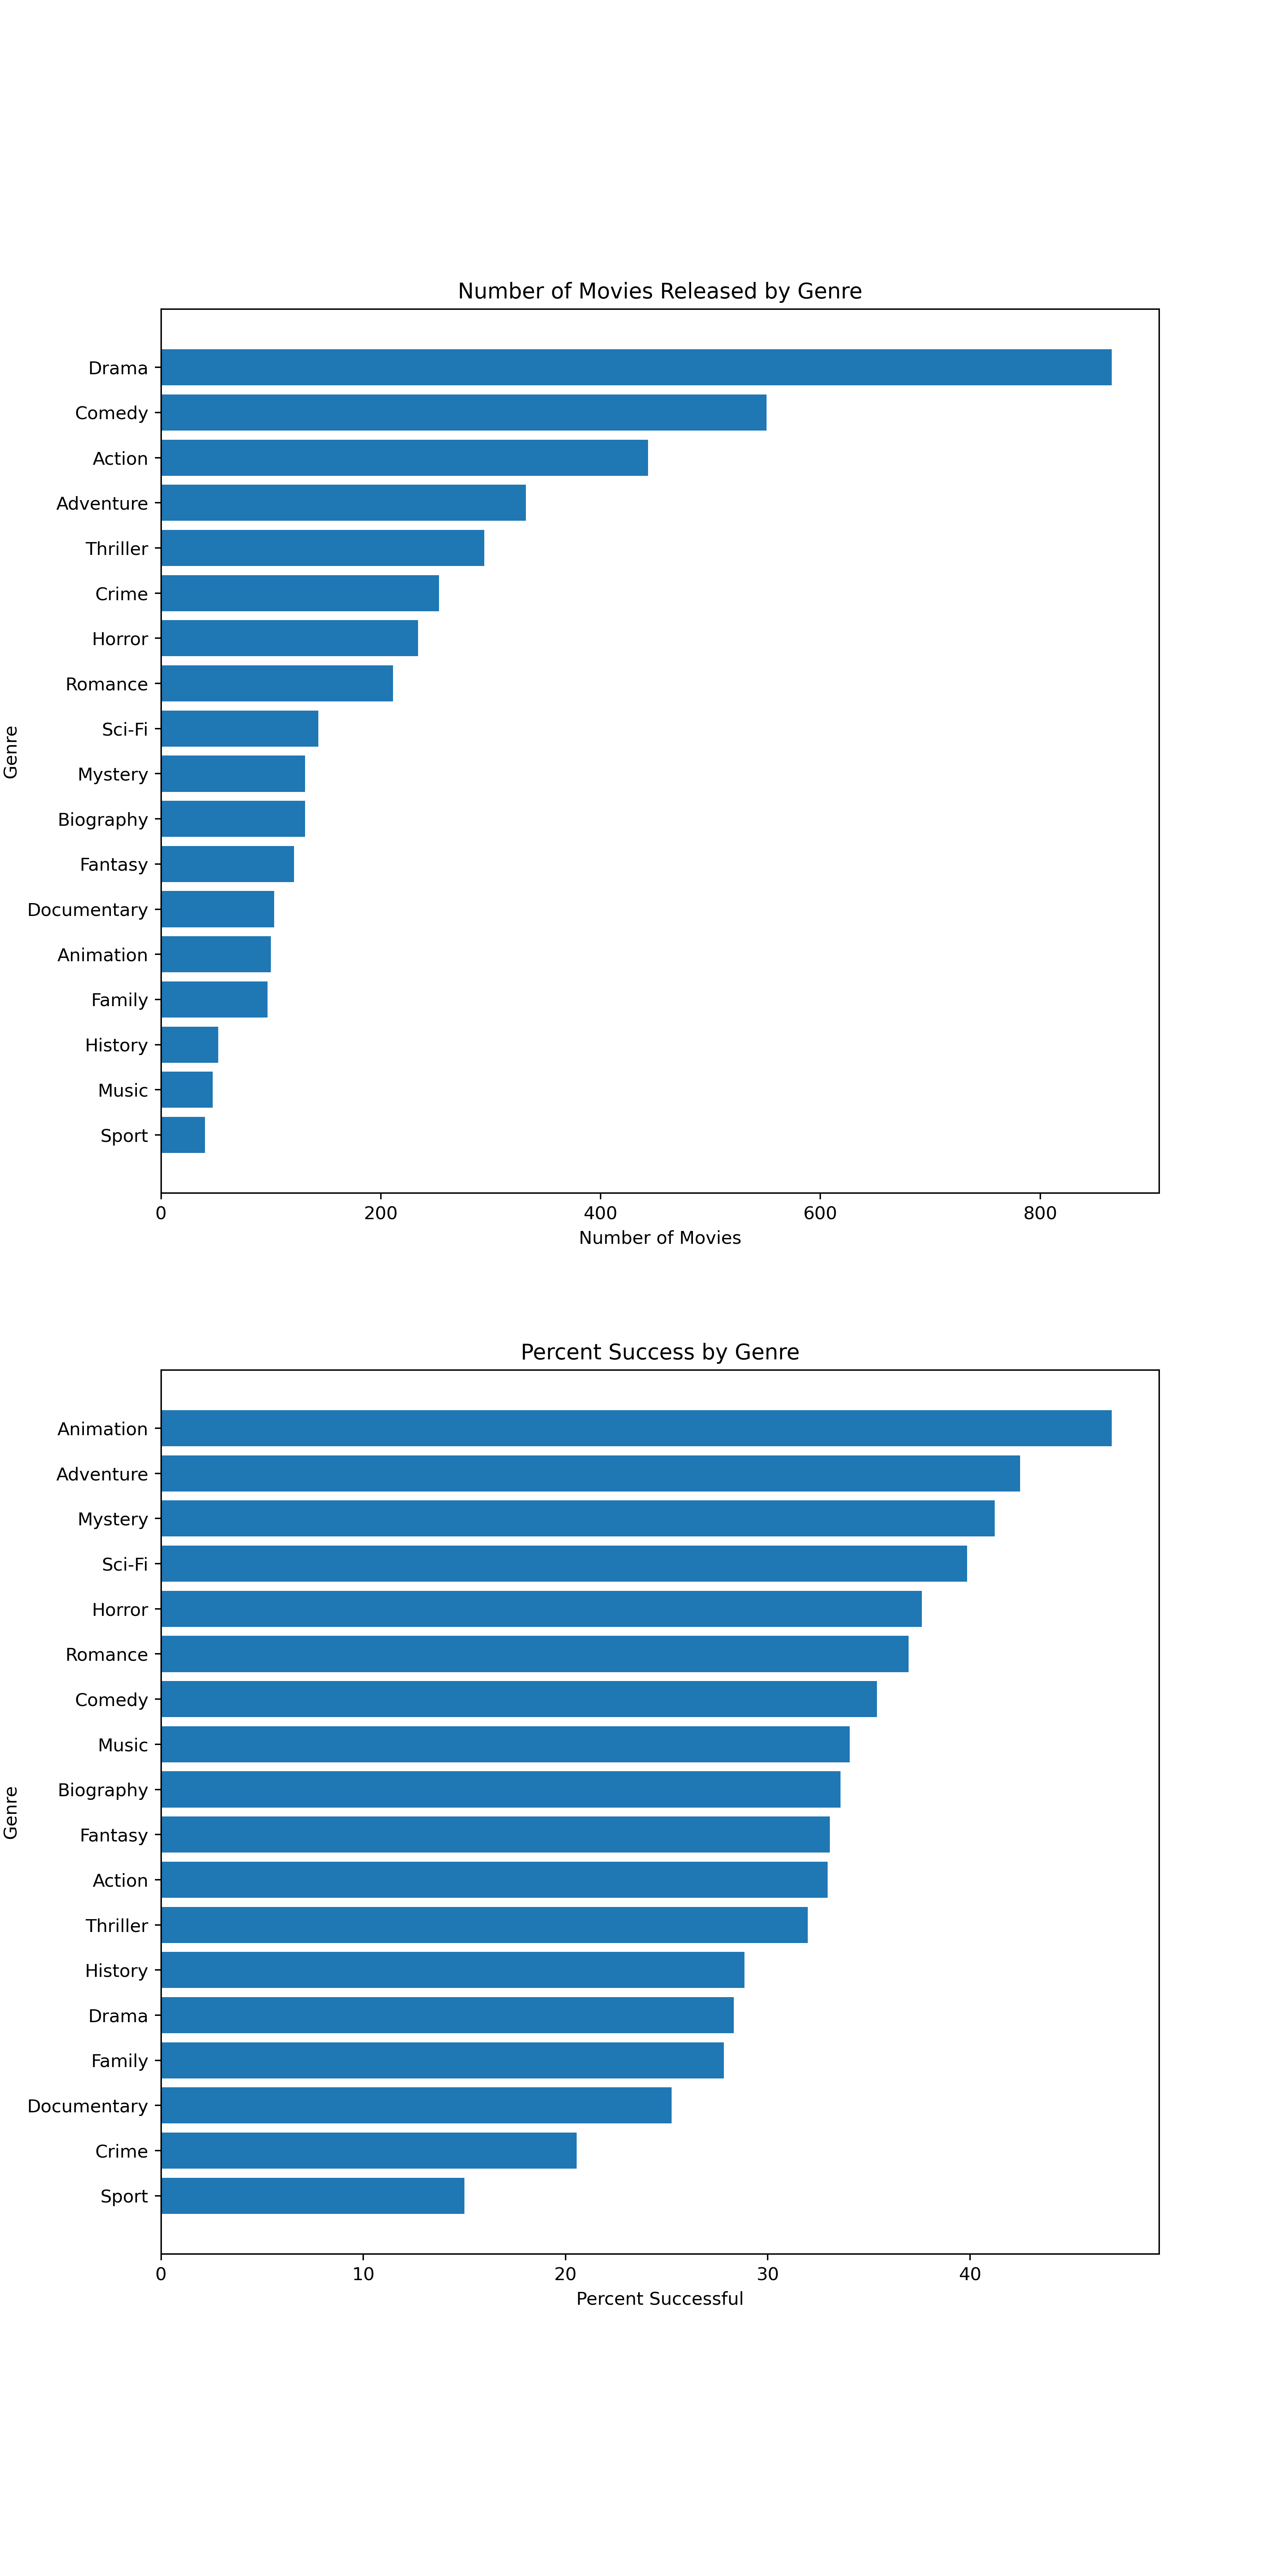 Number of Movies Released by Genre
Drama
Comedy
Action
Adventure
Thriller
Crime
Horror
Romance
Sci-Fi
Genre
Mystery
Biography
Fantasy
Documentary
Animation
Family
History
Music
Sport
0 200 400 600 800
Number of Movies
Percent Success by Genre
Animation
Adventure
Mystery
Sci-Fi
Horror
Romance
Comedy
Music
Biography
Genre
Fantasy
Action
Thriller
History
Drama
Family
Documentary
Crime
Sport
0 10 20 30 40
Percent Successful